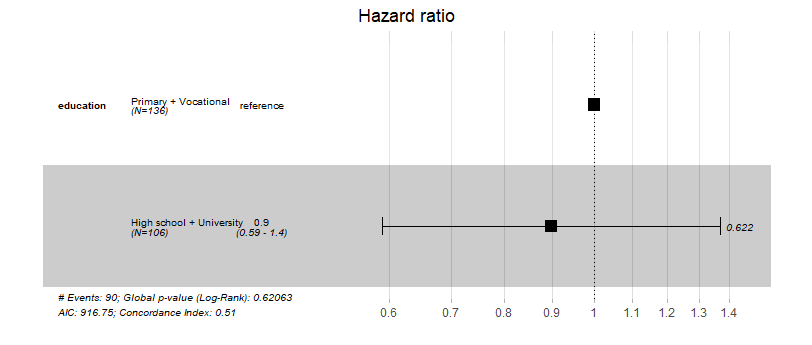 Hazard ratio
education Primary + Vocational reference
(N=136)
High school + University 0.9
(N=106) (0.59 - 1.4) 0.622
# Events: 90; Global p-value (Log-Rank): 0.62063
AIC: 916.75; Concordance Index: 0.51
0.6 0.7 0.8 0.9 1 1.1 1.2 1.3 1.4